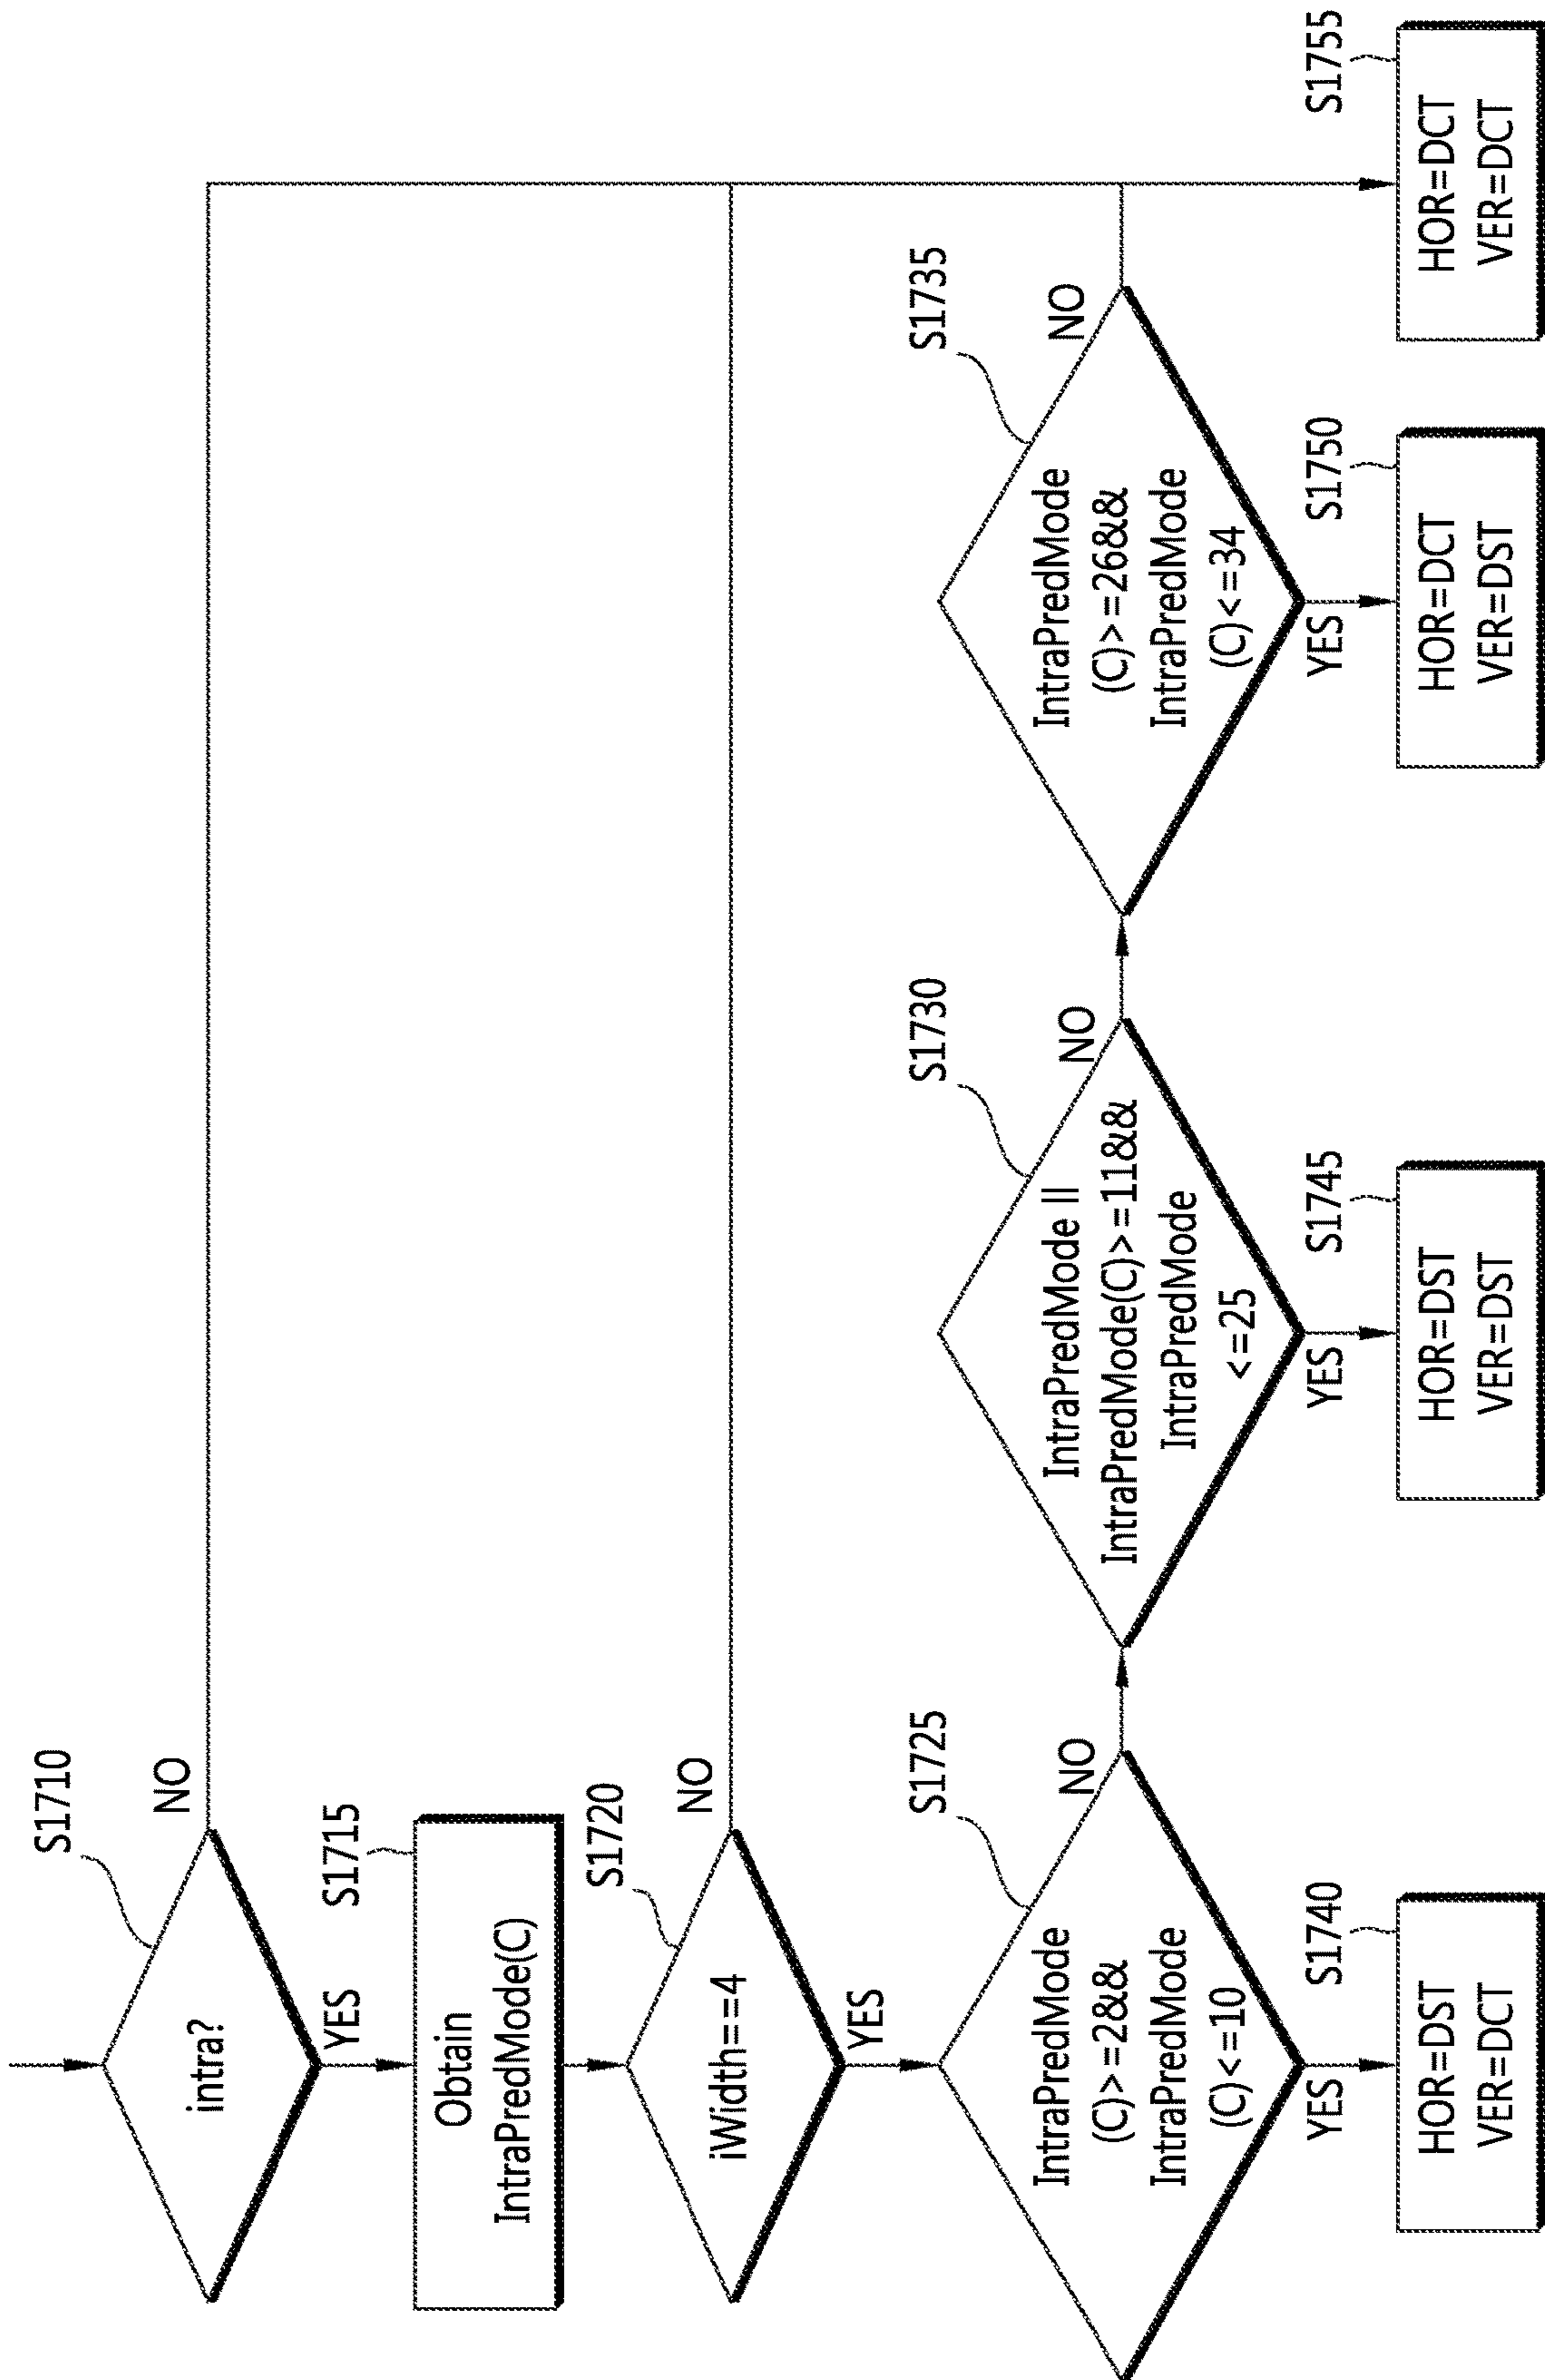 S1710
intra?
NO
YES
S1715
Obtain
IntraPredMode(C)
S1720
iWidth==4
NO
YES
S1725
IntraPredMode
(C)>=2&&
IntraPredMode
(C)<=10
NO
YES
S1730
IntraPredMode ||
IntraPredMode(C)>=11&&
IntraPredMode
<=25
NO
YES
S1735
IntraPredMode
(C)>=26&&
IntraPredMode
(C)<=34
NO
YES
S1740
HOR=DST
VER=DCT
S1745
HOR=DST
VER=DST
S1750
HOR=DCT
VER=DST
S1755
HOR=DCT
VER=DCT